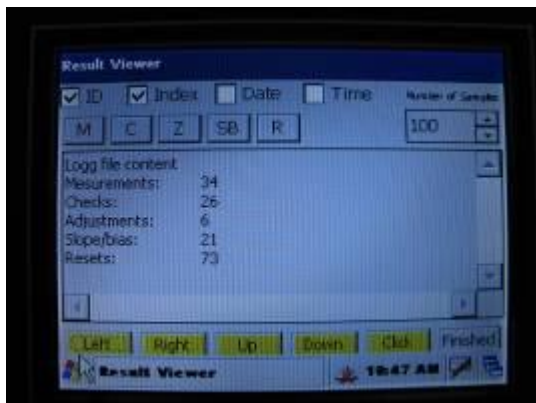 Result Viewer
ID Index Date Time Number of Samples
M C Z SB R 100
Logg file content
Mesurements: 34
Checks: 26
Adjustments: 6
Slope/bias: 21
Resets: 73
Left Right Up Down Click Finished
Result Viewer 10:47 AM